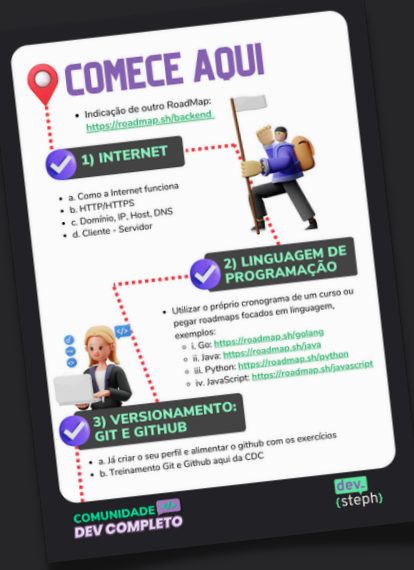 COMECE AQUI
Indicação de outro RoadMap:
https://roadmap.sh/backend
1) INTERNET
a. Como a Internet funciona
b. HTTP/HTTPS
c. Domínio, IP, Host, DNS
d. Cliente - Servidor
2) LINGUAGEM DE
PROGRAMAÇÃO
Utilizar o próprio cronograma de um curso ou
pegar roadmaps focados em linguagem,
exemplos:
i. Go: https://roadmap.sh/golang
ii. Java: https://roadmap.sh/java
iii. Python: https://roadmap.sh/python
iv. JavaScript: https://roadmap.sh/javascript
</>
3) VERSIONAMENTO:
GIT E GITHUB
a. Já criar o seu perfil e alimentar o github com os exercícios
b. Treinamento Git e Github aqui da CDC
COMUNIDADE </>
DEV COMPLETO
dev_
{steph}